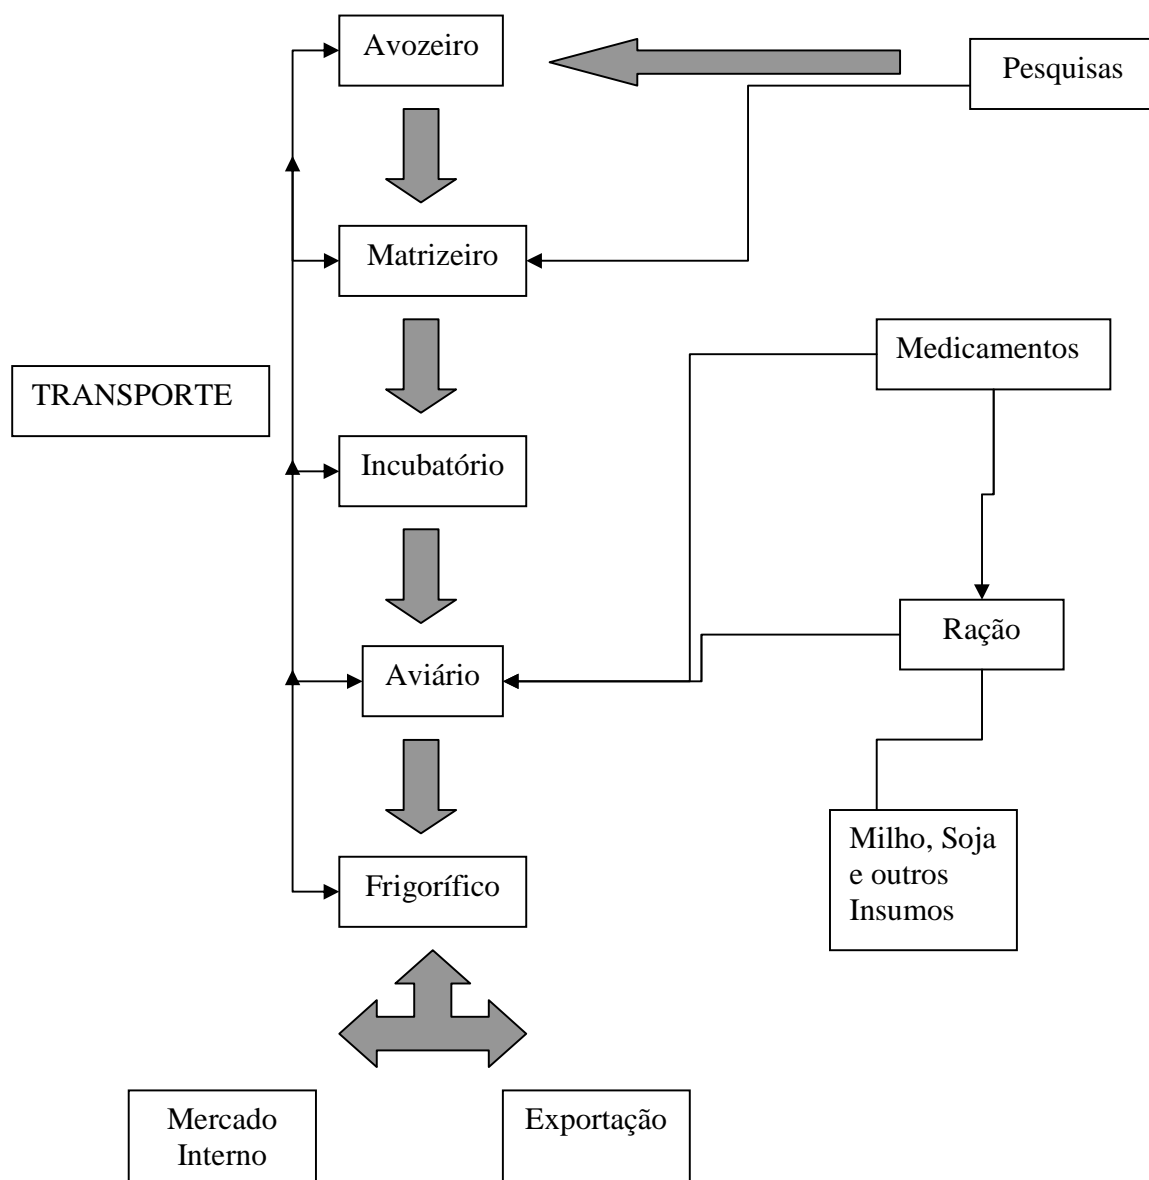 Avozeiro
Pesquisas
Matrizeiro
Medicamentos
TRANSPORTE
Incubatório
Ração
Aviário
Milho, Soja
e outros
Insumos
Frigorífico
Mercado
Interno
Exportação